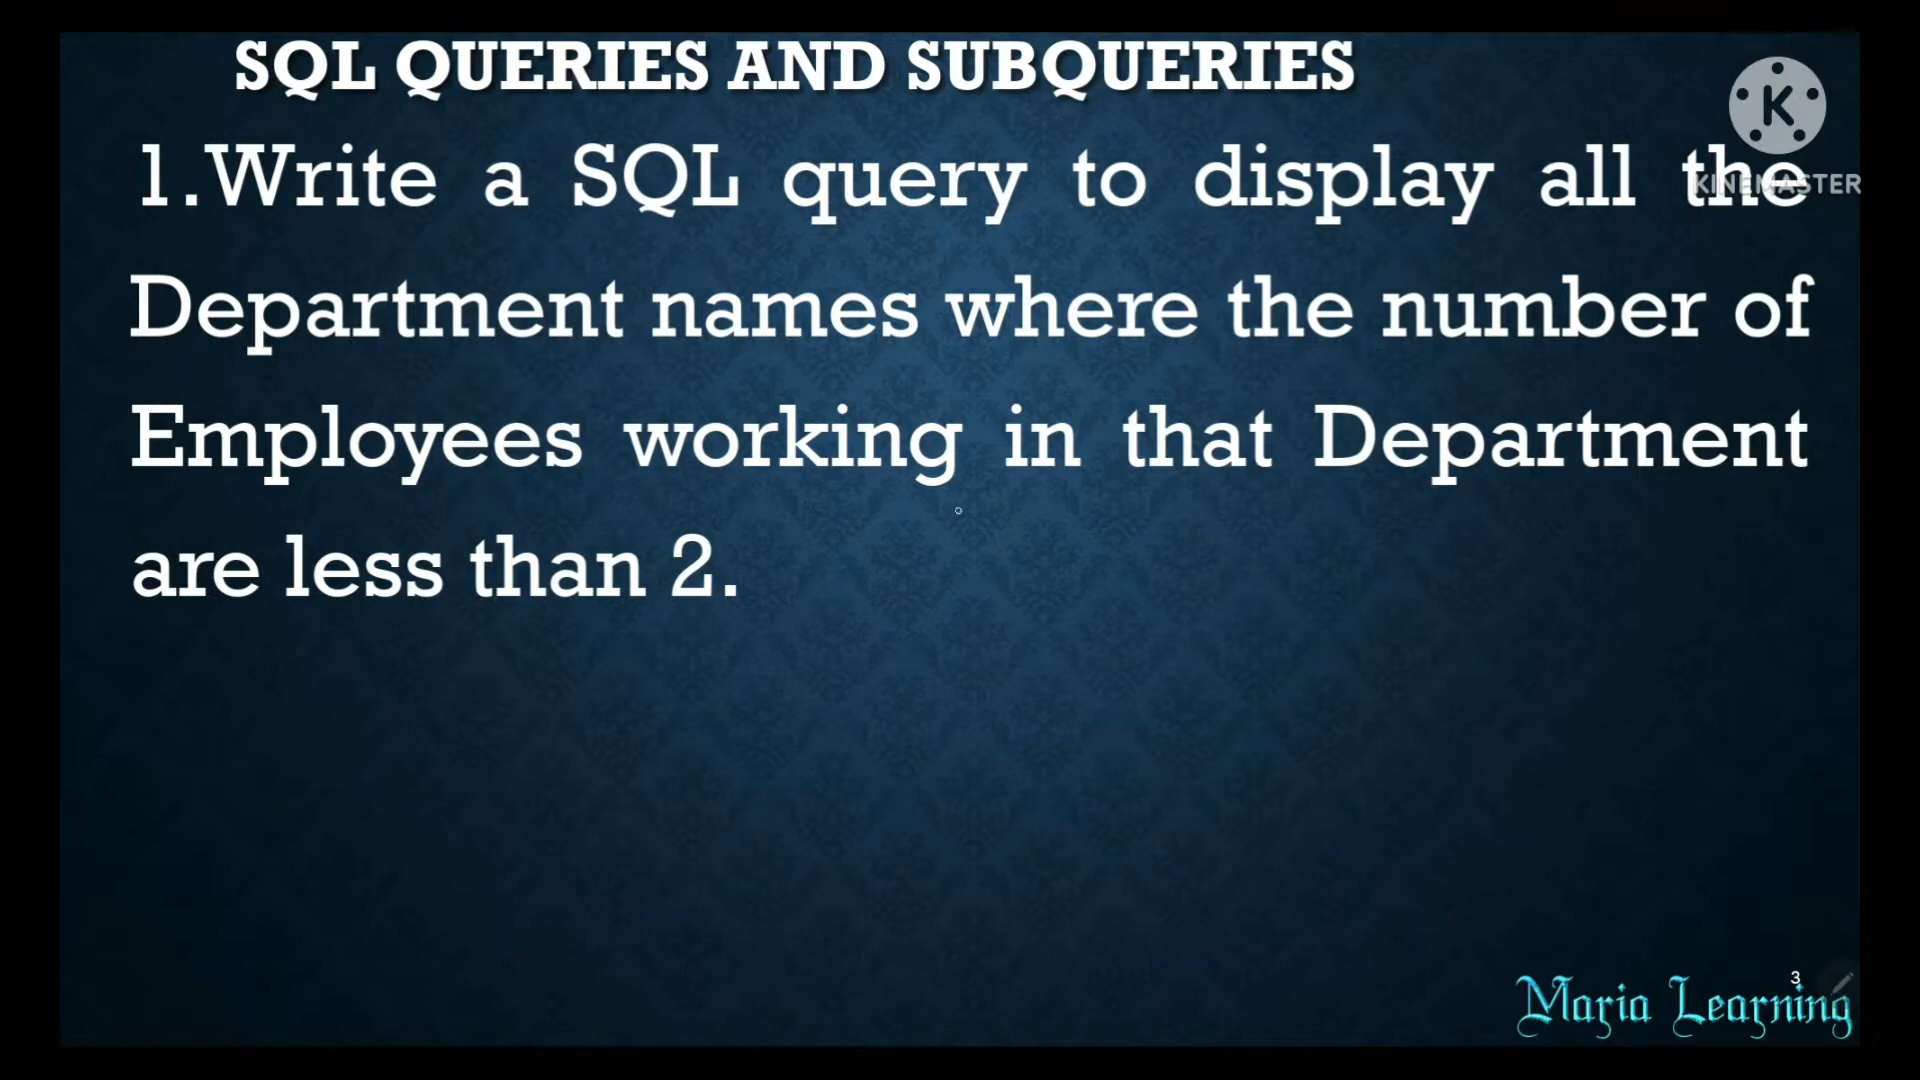 SQL QUERIES AND SUBQUERIES
1.Write a SQL query to display all the
KINEMASTER
Department names where the number of
Employees working in that Department
are less than 2.
3
Maria Learning